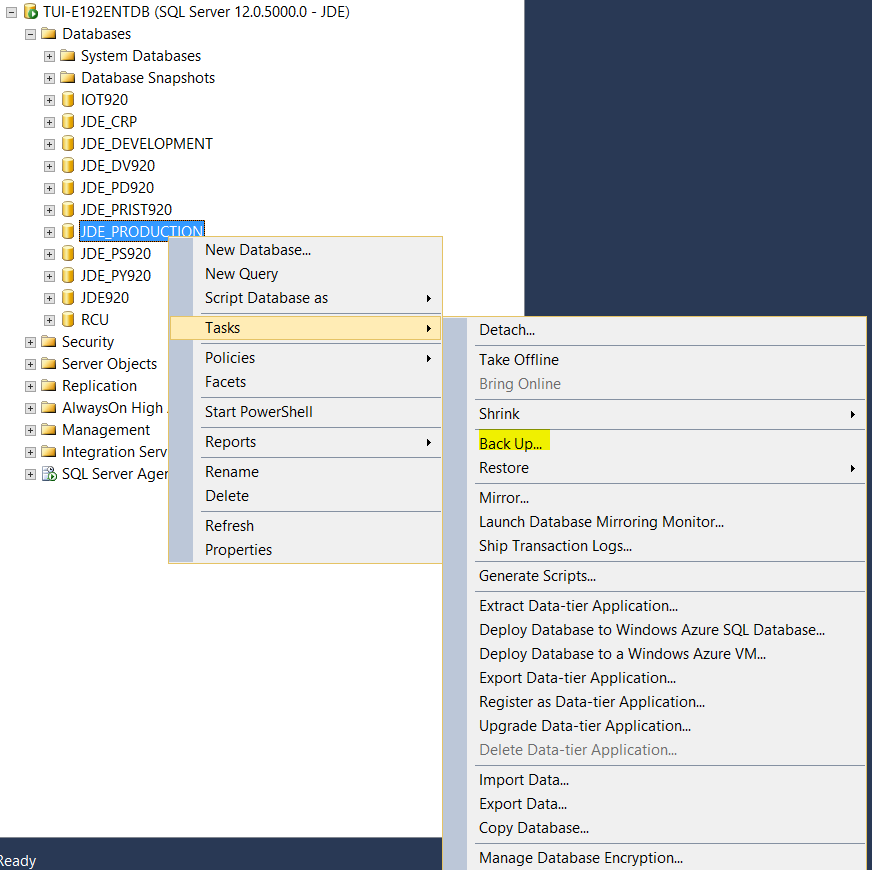 TUI-E192ENTDB (SQL Server 12.0.5000.0 - JDE)
Databases
System Databases
Database Snapshots
IOT920
JDE_CRP
JDE_DEVELOPMENT
JDE_DV920
JDE_PD920
JDE_PRIST920
JDE_PRODUCTION
JDE_PS920
JDE_PY920
JDE920
RCU
Security
Server Objects
Replication
AlwaysOn High
Management
Integration Serv
SQL Server Agen
New Database...
New Query
Script Database as
Tasks
Policies
Facets
Start PowerShell
Reports
Rename
Delete
Refresh
Properties
Detach...
Take Offline
Bring Online
Shrink
Back Up...
Restore
Mirror...
Launch Database Mirroring Monitor...
Ship Transaction Logs...
Generate Scripts...
Extract Data-tier Application...
Deploy Database to Windows Azure SQL Database...
Deploy Database to a Windows Azure VM...
Export Data-tier Application...
Register as Data-tier Application...
Upgrade Data-tier Application...
Delete Data-tier Application...
Import Data...
Export Data...
Copy Database...
Manage Database Encryption...
Ready